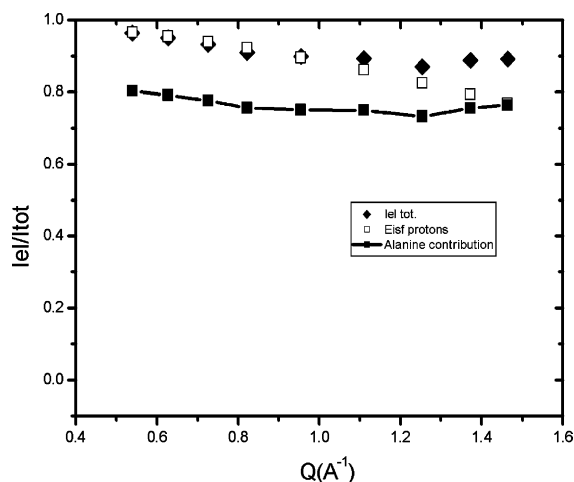 Iel/Itot
1.0
0.8
0.6
0.4
0.2
0.0
Iel tot.
Eisf protons
Alanine contribution
0.4 0.6 0.8 1.0 1.2 1.4 1.6
Q(A⁻¹)